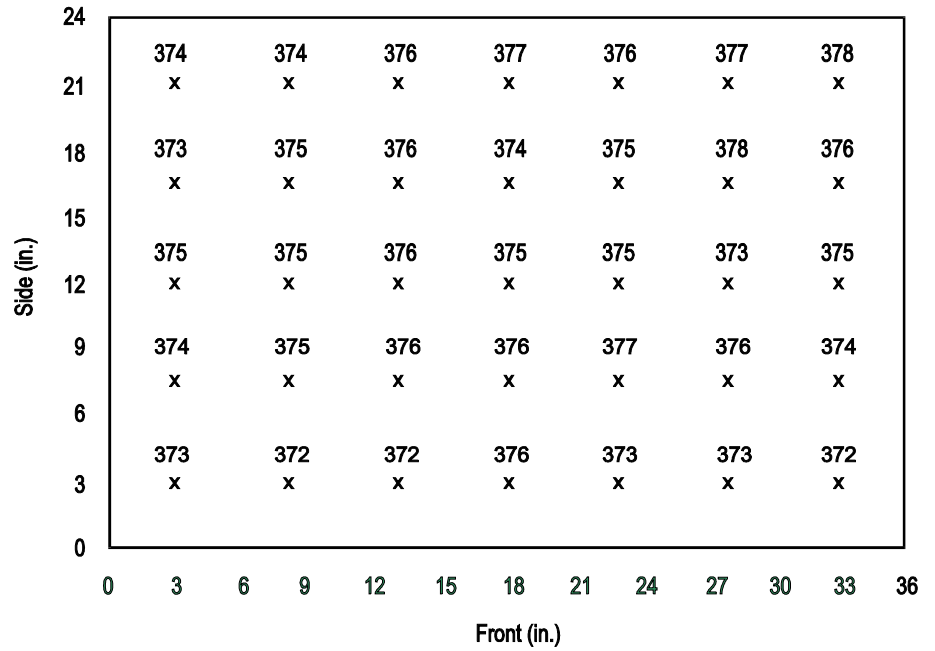 24
374 374 376 377 376 377 378
21 x x x x x x x
18 373 375 376 374 375 378 376
x x x x x x x
15
375 375 376 375 375 373 375
12 x x x x x x x
9 374 375 376 376 377 376 374
x x x x x x x
6
373 372 372 376 373 373 372
3 x x x x x x x
0
0 3 6 9 12 15 18 21 24 27 30 33 36
Side (in.)
Front (in.)